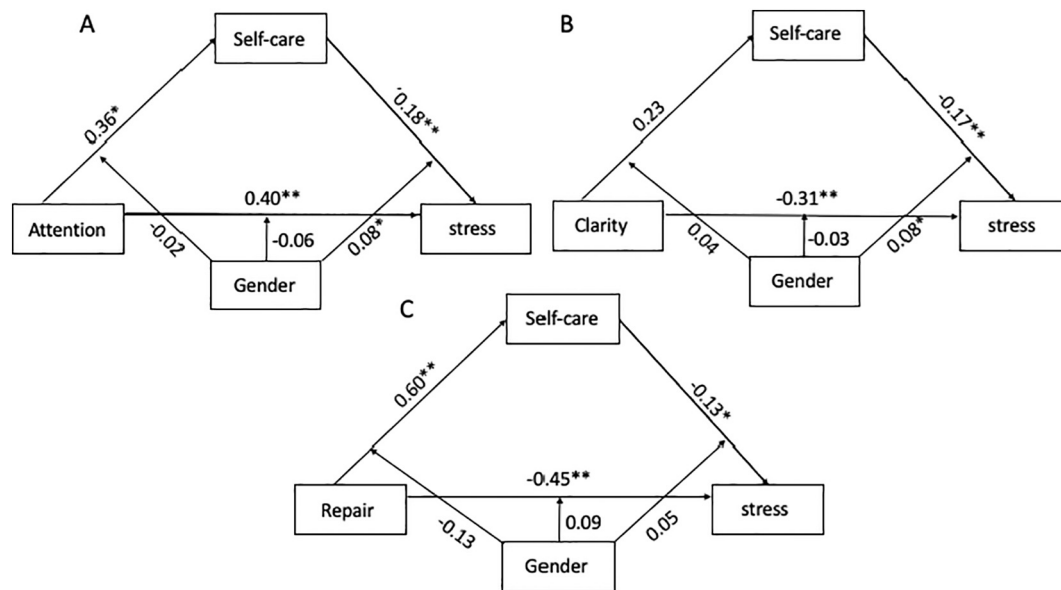 A
Self-care
0.36*
'0.18**
0.40**
Attention
stress
-0.02
-0.06
0.08*
Gender
B
Self-care
0.23
-0.17**
-0.31**
Clarity
stress
0.04
-0.03
0.08*
Gender
C
Self-care
0.60**
-0.13*
-0.45**
Repair
stress
-0.13
0.09
0.05
Gender